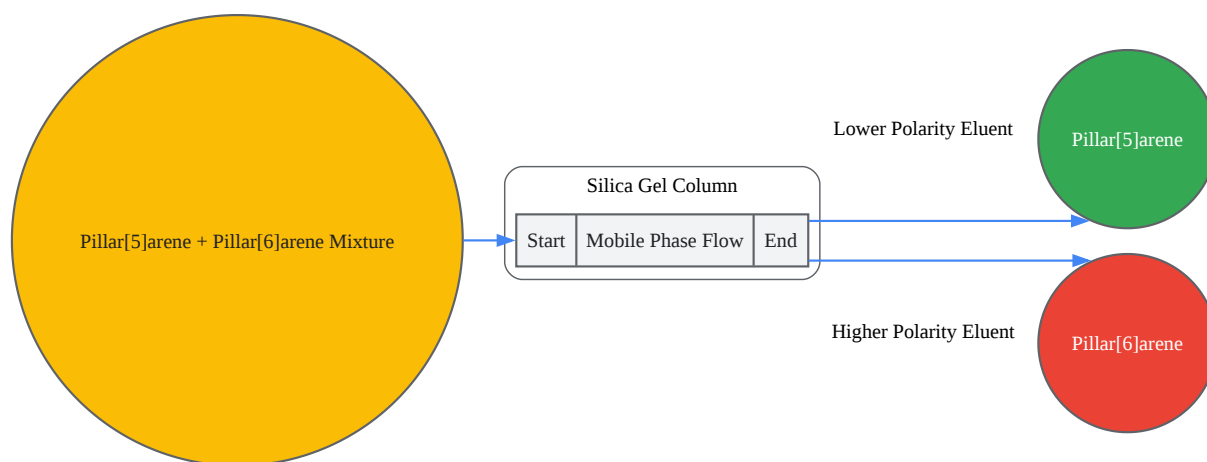 Pillar[5]arene + Pillar[6]arene Mixture
Silica Gel Column
Start
Mobile Phase Flow
End
Lower Polarity Eluent
Pillar[5]arene
Higher Polarity Eluent
Pillar[6]arene